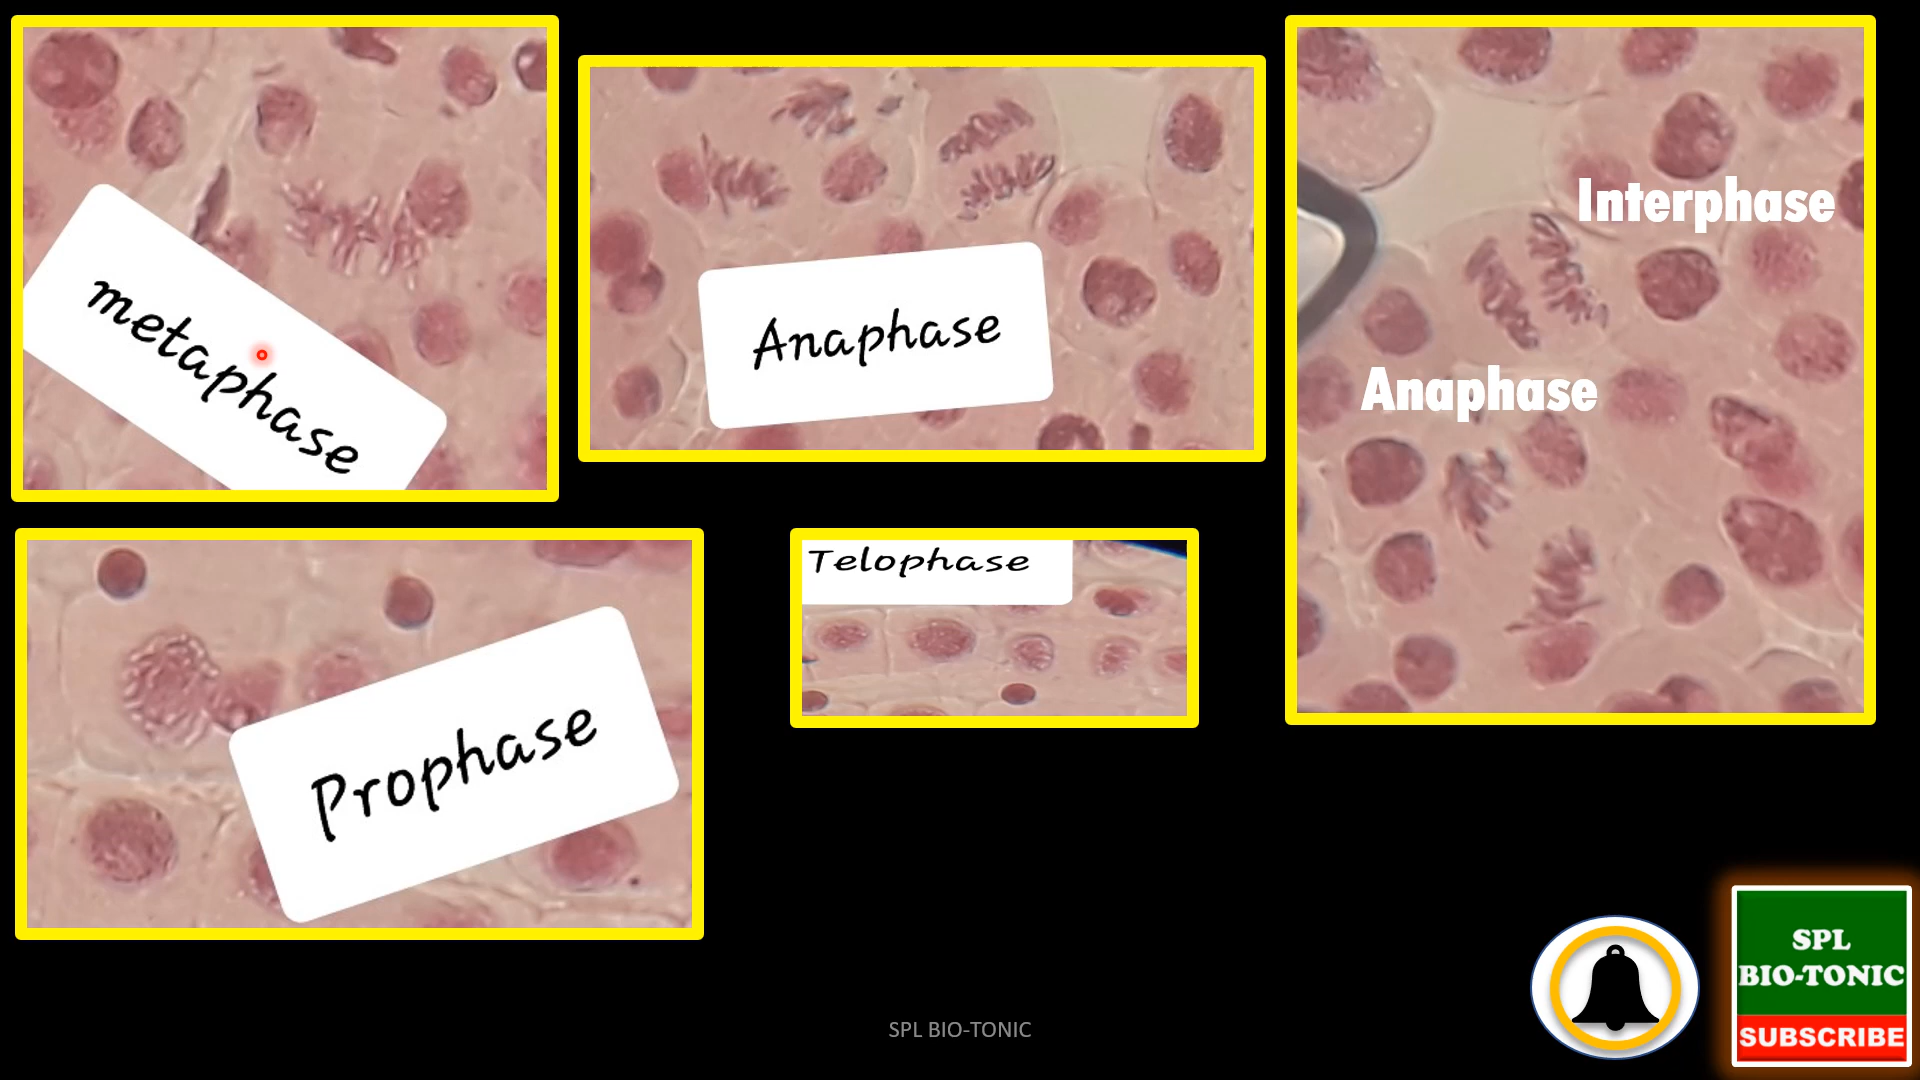 metaphase
Anaphase
Interphase
Anaphase
Prophase
Telophase
SPL BIO-TONIC
SPL
BIO-TONIC
SUBSCRIBE